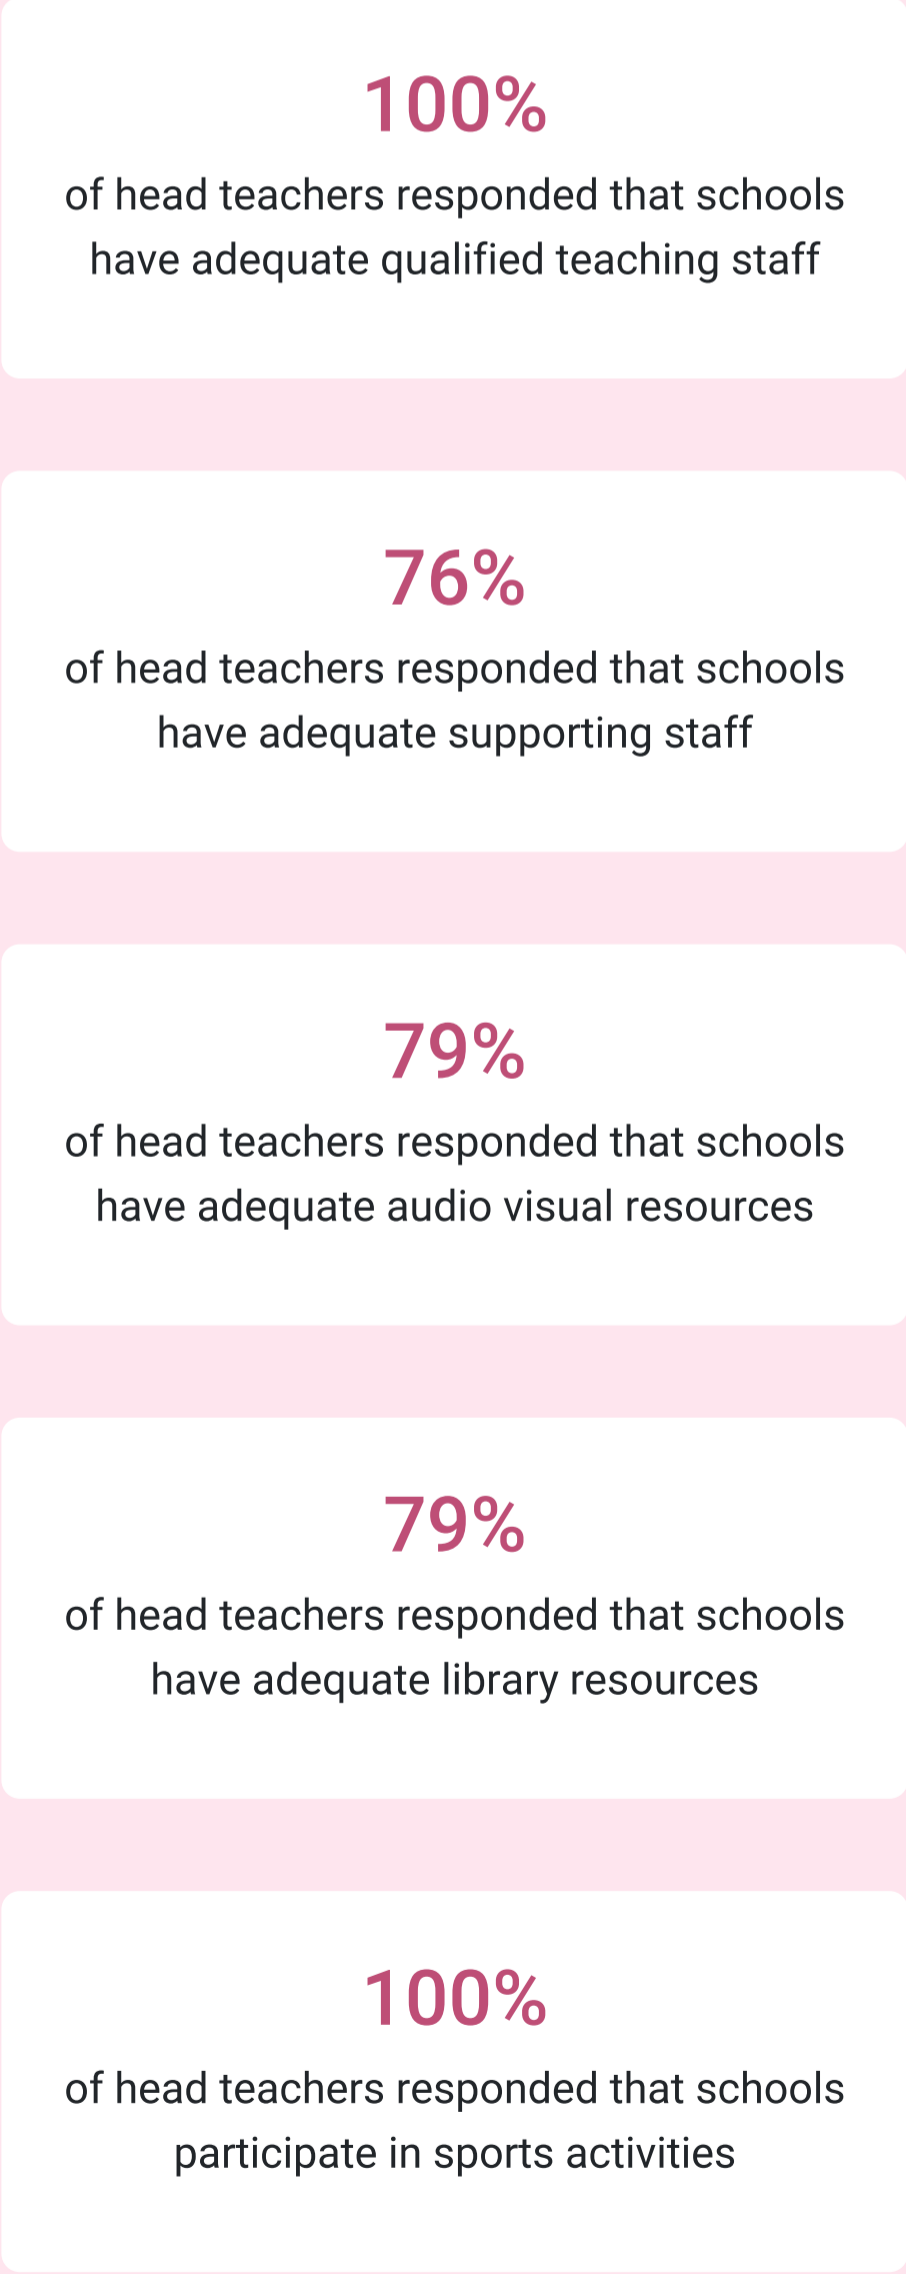 100%
of head teachers responded that schools
have adequate qualified teaching staff
76%
of head teachers responded that schools
have adequate supporting staff
79%
of head teachers responded that schools
have adequate audio visual resources
79%
of head teachers responded that schools
have adequate library resources
100%
of head teachers responded that schools
participate in sports activities